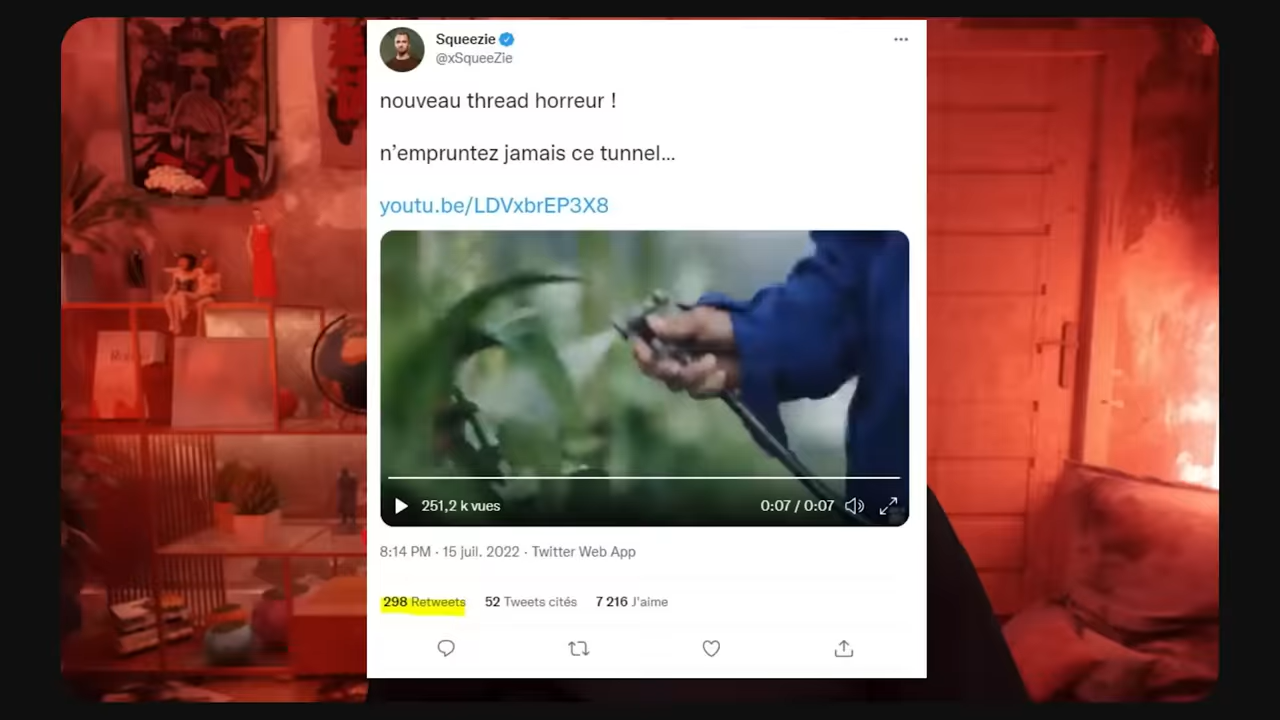 Squeezie
@xSqueeZie
nouveau thread horreur !
n’empruntez jamais ce tunnel...
youtu.be/LDVxbrEP3X8
251,2 k vues
0:07 / 0:07
8:14 PM · 15 juil. 2022 · Twitter Web App
298 Retweets 52 Tweets cités 7 216 J'aime